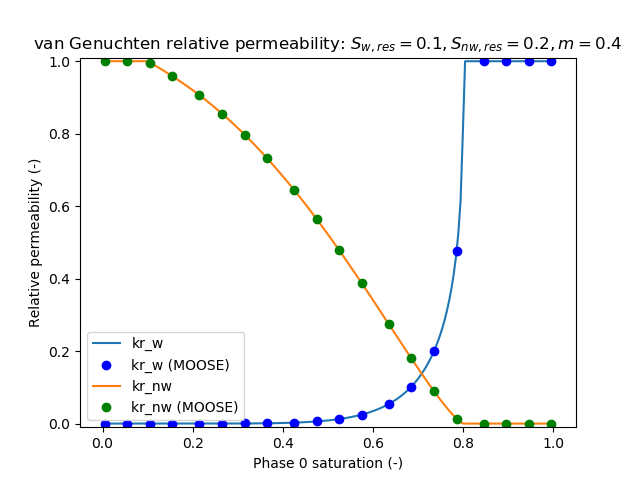 van Genuchten relative permeability: $S_{w,res} = 0.1, S_{nw,res} = 0.2, m = 0.4$
1.0
0.8
0.6
0.4
0.2
0.0
Relative permeability (-)
kr_w
kr_w (MOOSE)
kr_nw
kr_nw (MOOSE)
0.0 0.2 0.4 0.6 0.8 1.0
Phase 0 saturation (-)